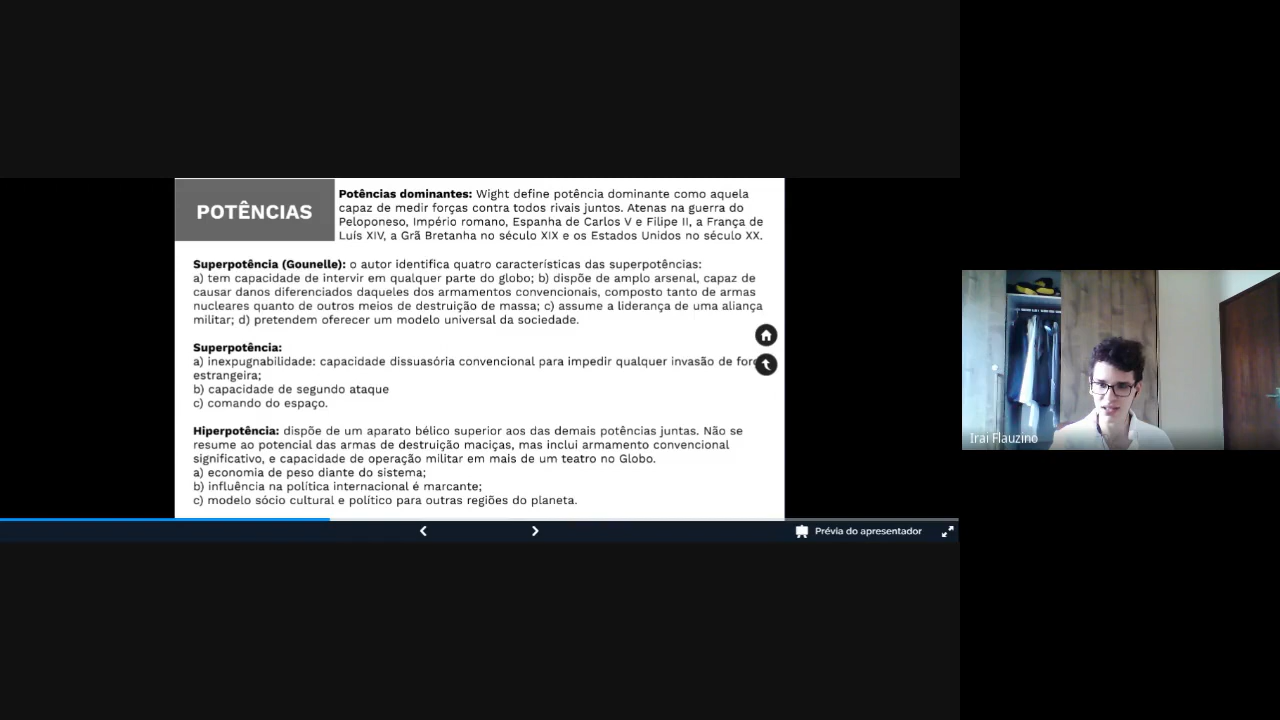 POTÊNCIAS
Potências dominantes: Wight define potência dominante como aquela
capaz de medir forças contra todos rivais juntos. Atenas na guerra do
Peloponeso, Império romano, Espanha de Carlos V e Filipe II, a França de
Luís XIV, a Grã Bretanha no século XIX e os Estados Unidos no século XX.
Superpotência (Gounelle): o autor identifica quatro características das superpotências:
a) tem capacidade de intervir em qualquer parte do globo; b) dispõe de amplo arsenal, capaz de
causar danos diferenciados daqueles dos armamentos convencionais, composto tanto de armas
nucleares quanto de outros meios de destruição de massa; c) assume a liderança de uma aliança
militar; d) pretendem oferecer um modelo universal da sociedade.
Superpotência:
a) inexpugnabilidade: capacidade dissuasória convencional para impedir qualquer invasão de
estrangeira;
b) capacidade de segundo ataque
c) comando do espaço.
Hiperpotência: dispõe de um aparato bélico superior aos das demais potências juntas. Não se
resume ao potencial das armas de destruição maciças, mas inclui armamento convencional
significativo, e capacidade de operação militar em mais de um teatro no Globo.
a) economia de peso diante do sistema;
b) influência na política internacional é marcante;
c) modelo sócio cultural e político para outras regiões do planeta.
Prévia do apresentador
Irai Flauzino